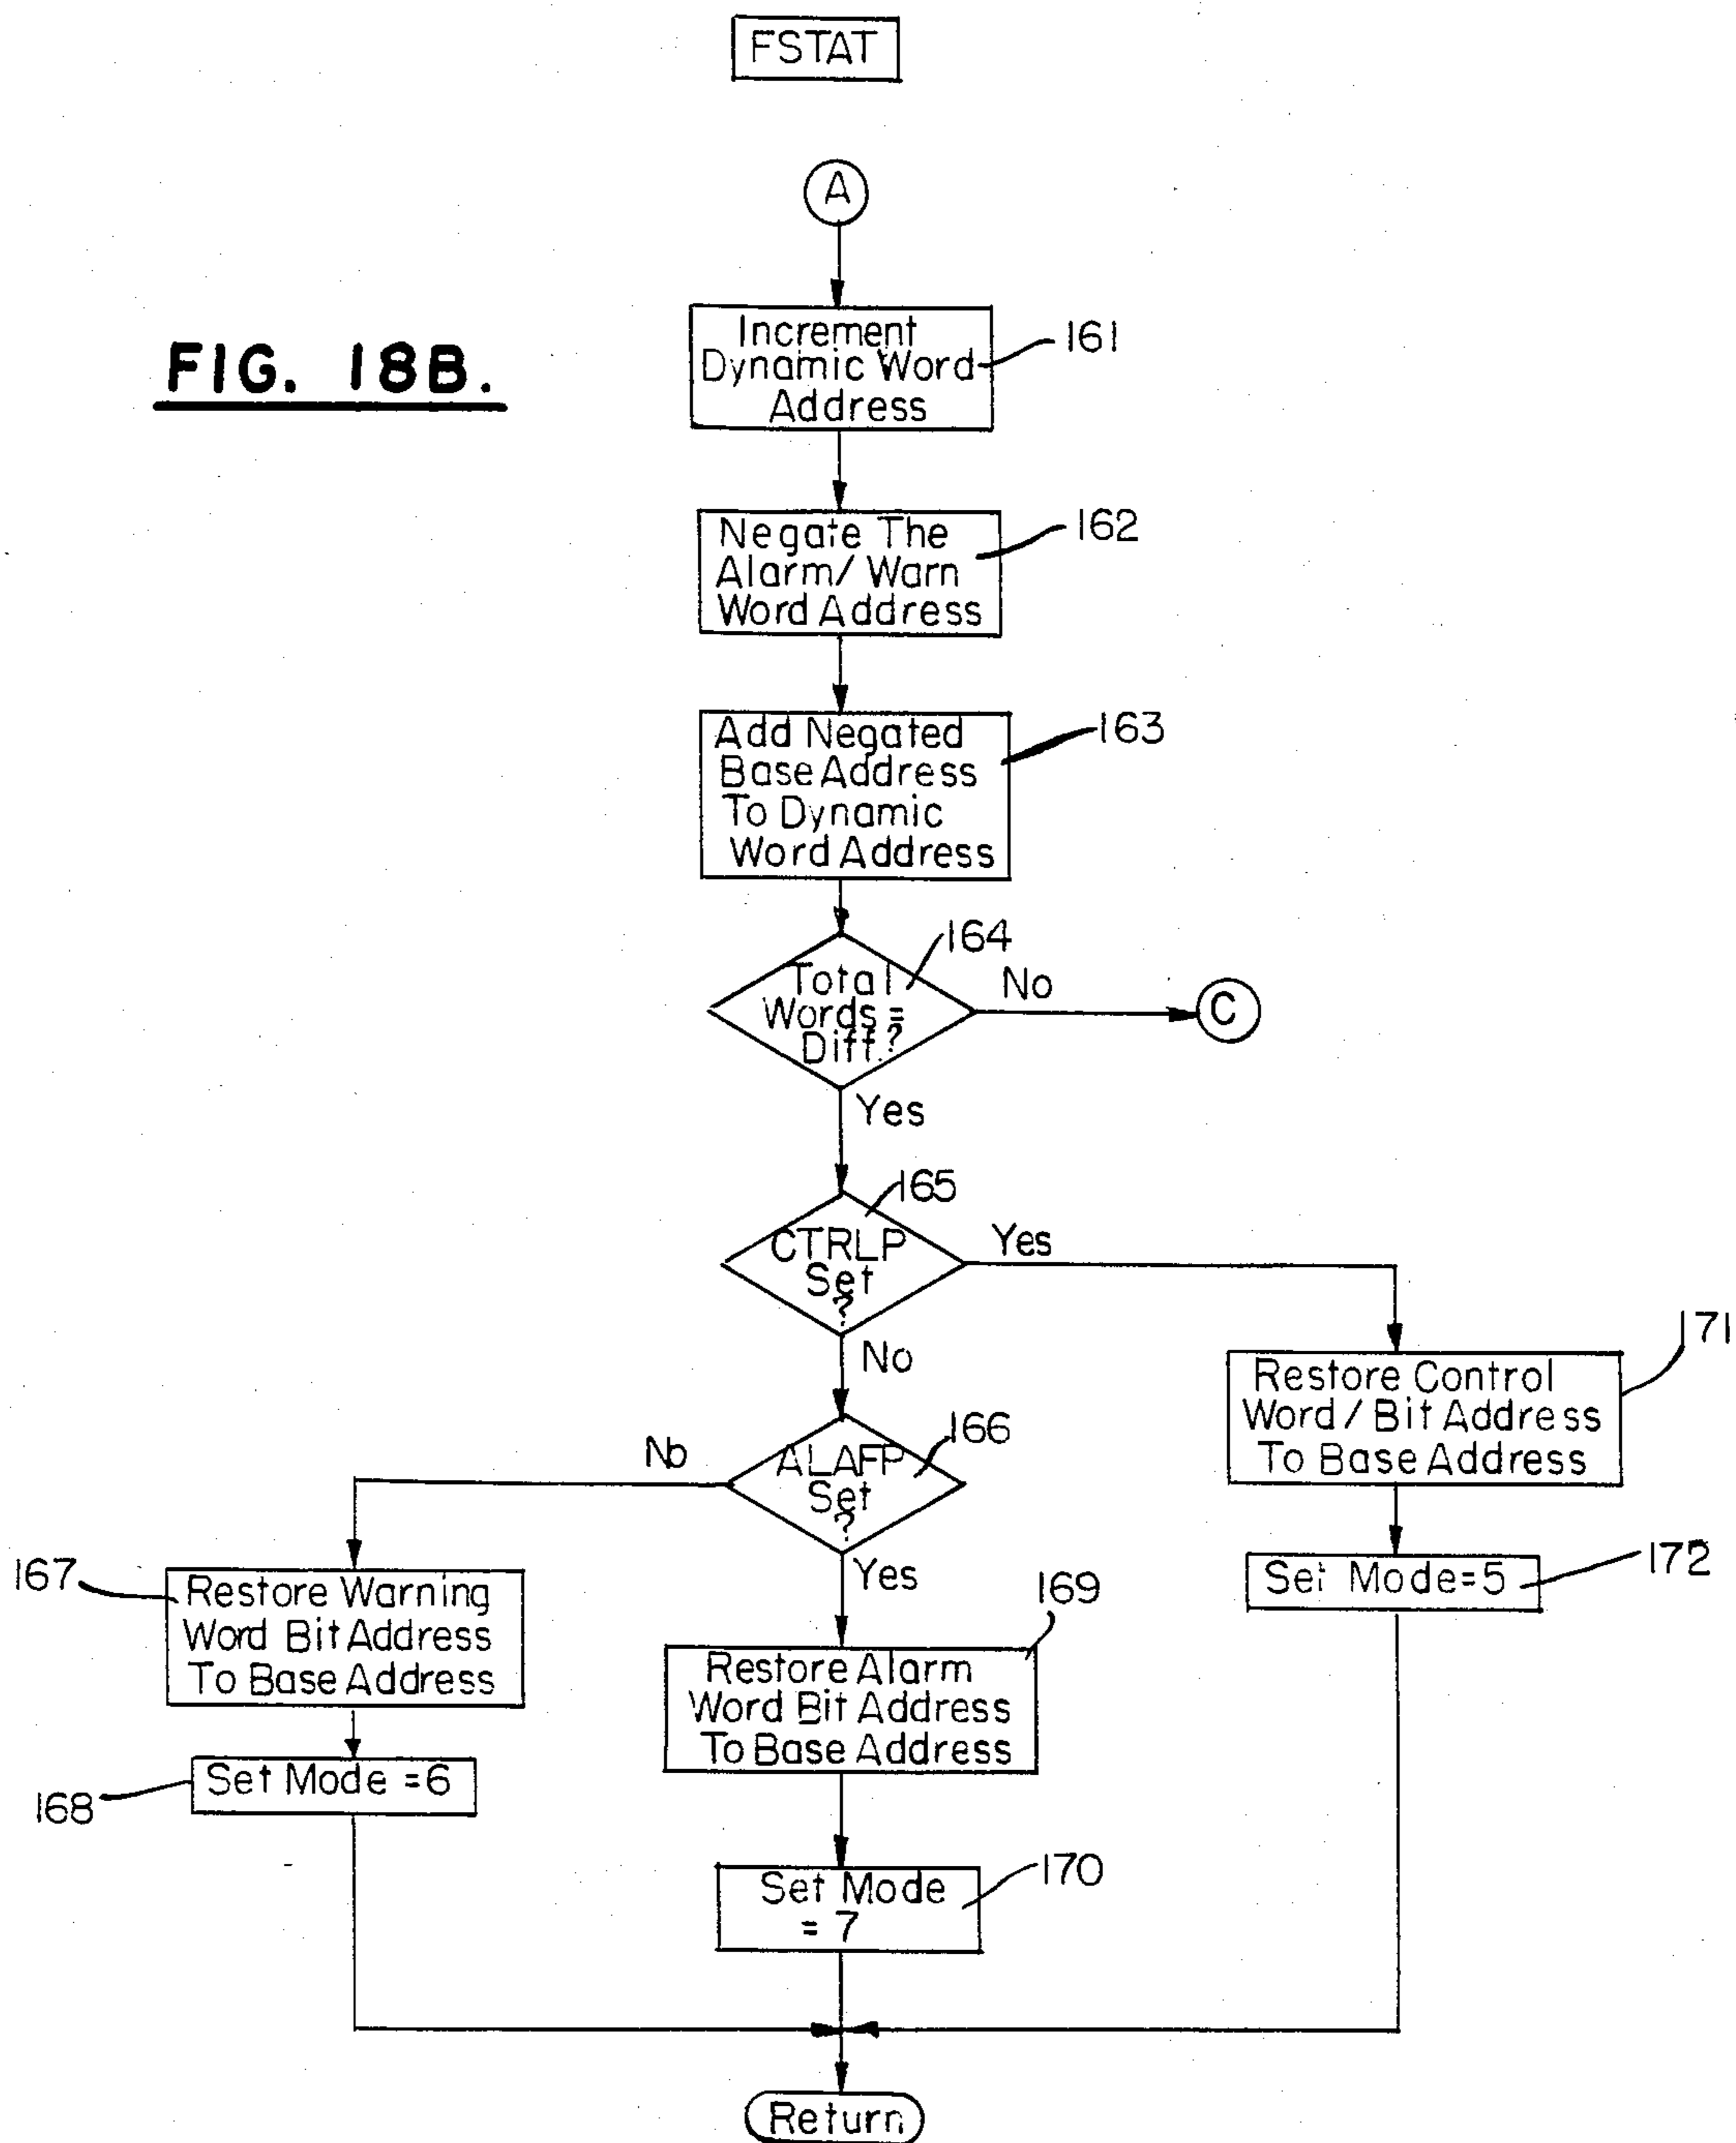 FSTAT
A
FIG. 18B.
Increment
Dynamic Word
Address
161
Negate The
Alarm/ Warn
Word Address
162
Add Negated
Base Address
To Dynamic
Word Address
163
Total
Words =
Diff.?
164
No
C
Yes
CTRLP
Set
?
165
Yes
No
171
Restore Control
Word / Bit Address
To Base Address
ALAFP
Set
?
166
No
Yes
Set Mode=5
172
167
Restore Warning
Word Bit Address
To Base Address
169
Restore Alarm
Word Bit Address
To Base Address
Set Mode =6
168
Set Mode
= 7
170
Return